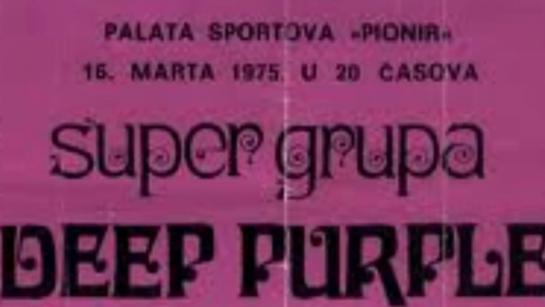 PALATA SPORTOVA »PIONIR«
16. MARTA 1975. U 20 ČASOVA
super grupa
DEEP PURPLE